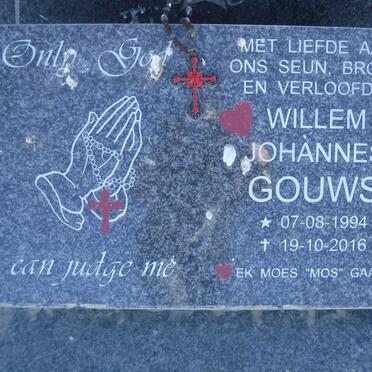 Only God
can judge me
MET LIEFDE A
ONS SEUN, BRO
EN VERLOOFD
WILLEM
JOHANNES
GOUWS
★ 07-08-1994
✝ 19-10-2016
EK MOES "MOS" GAA